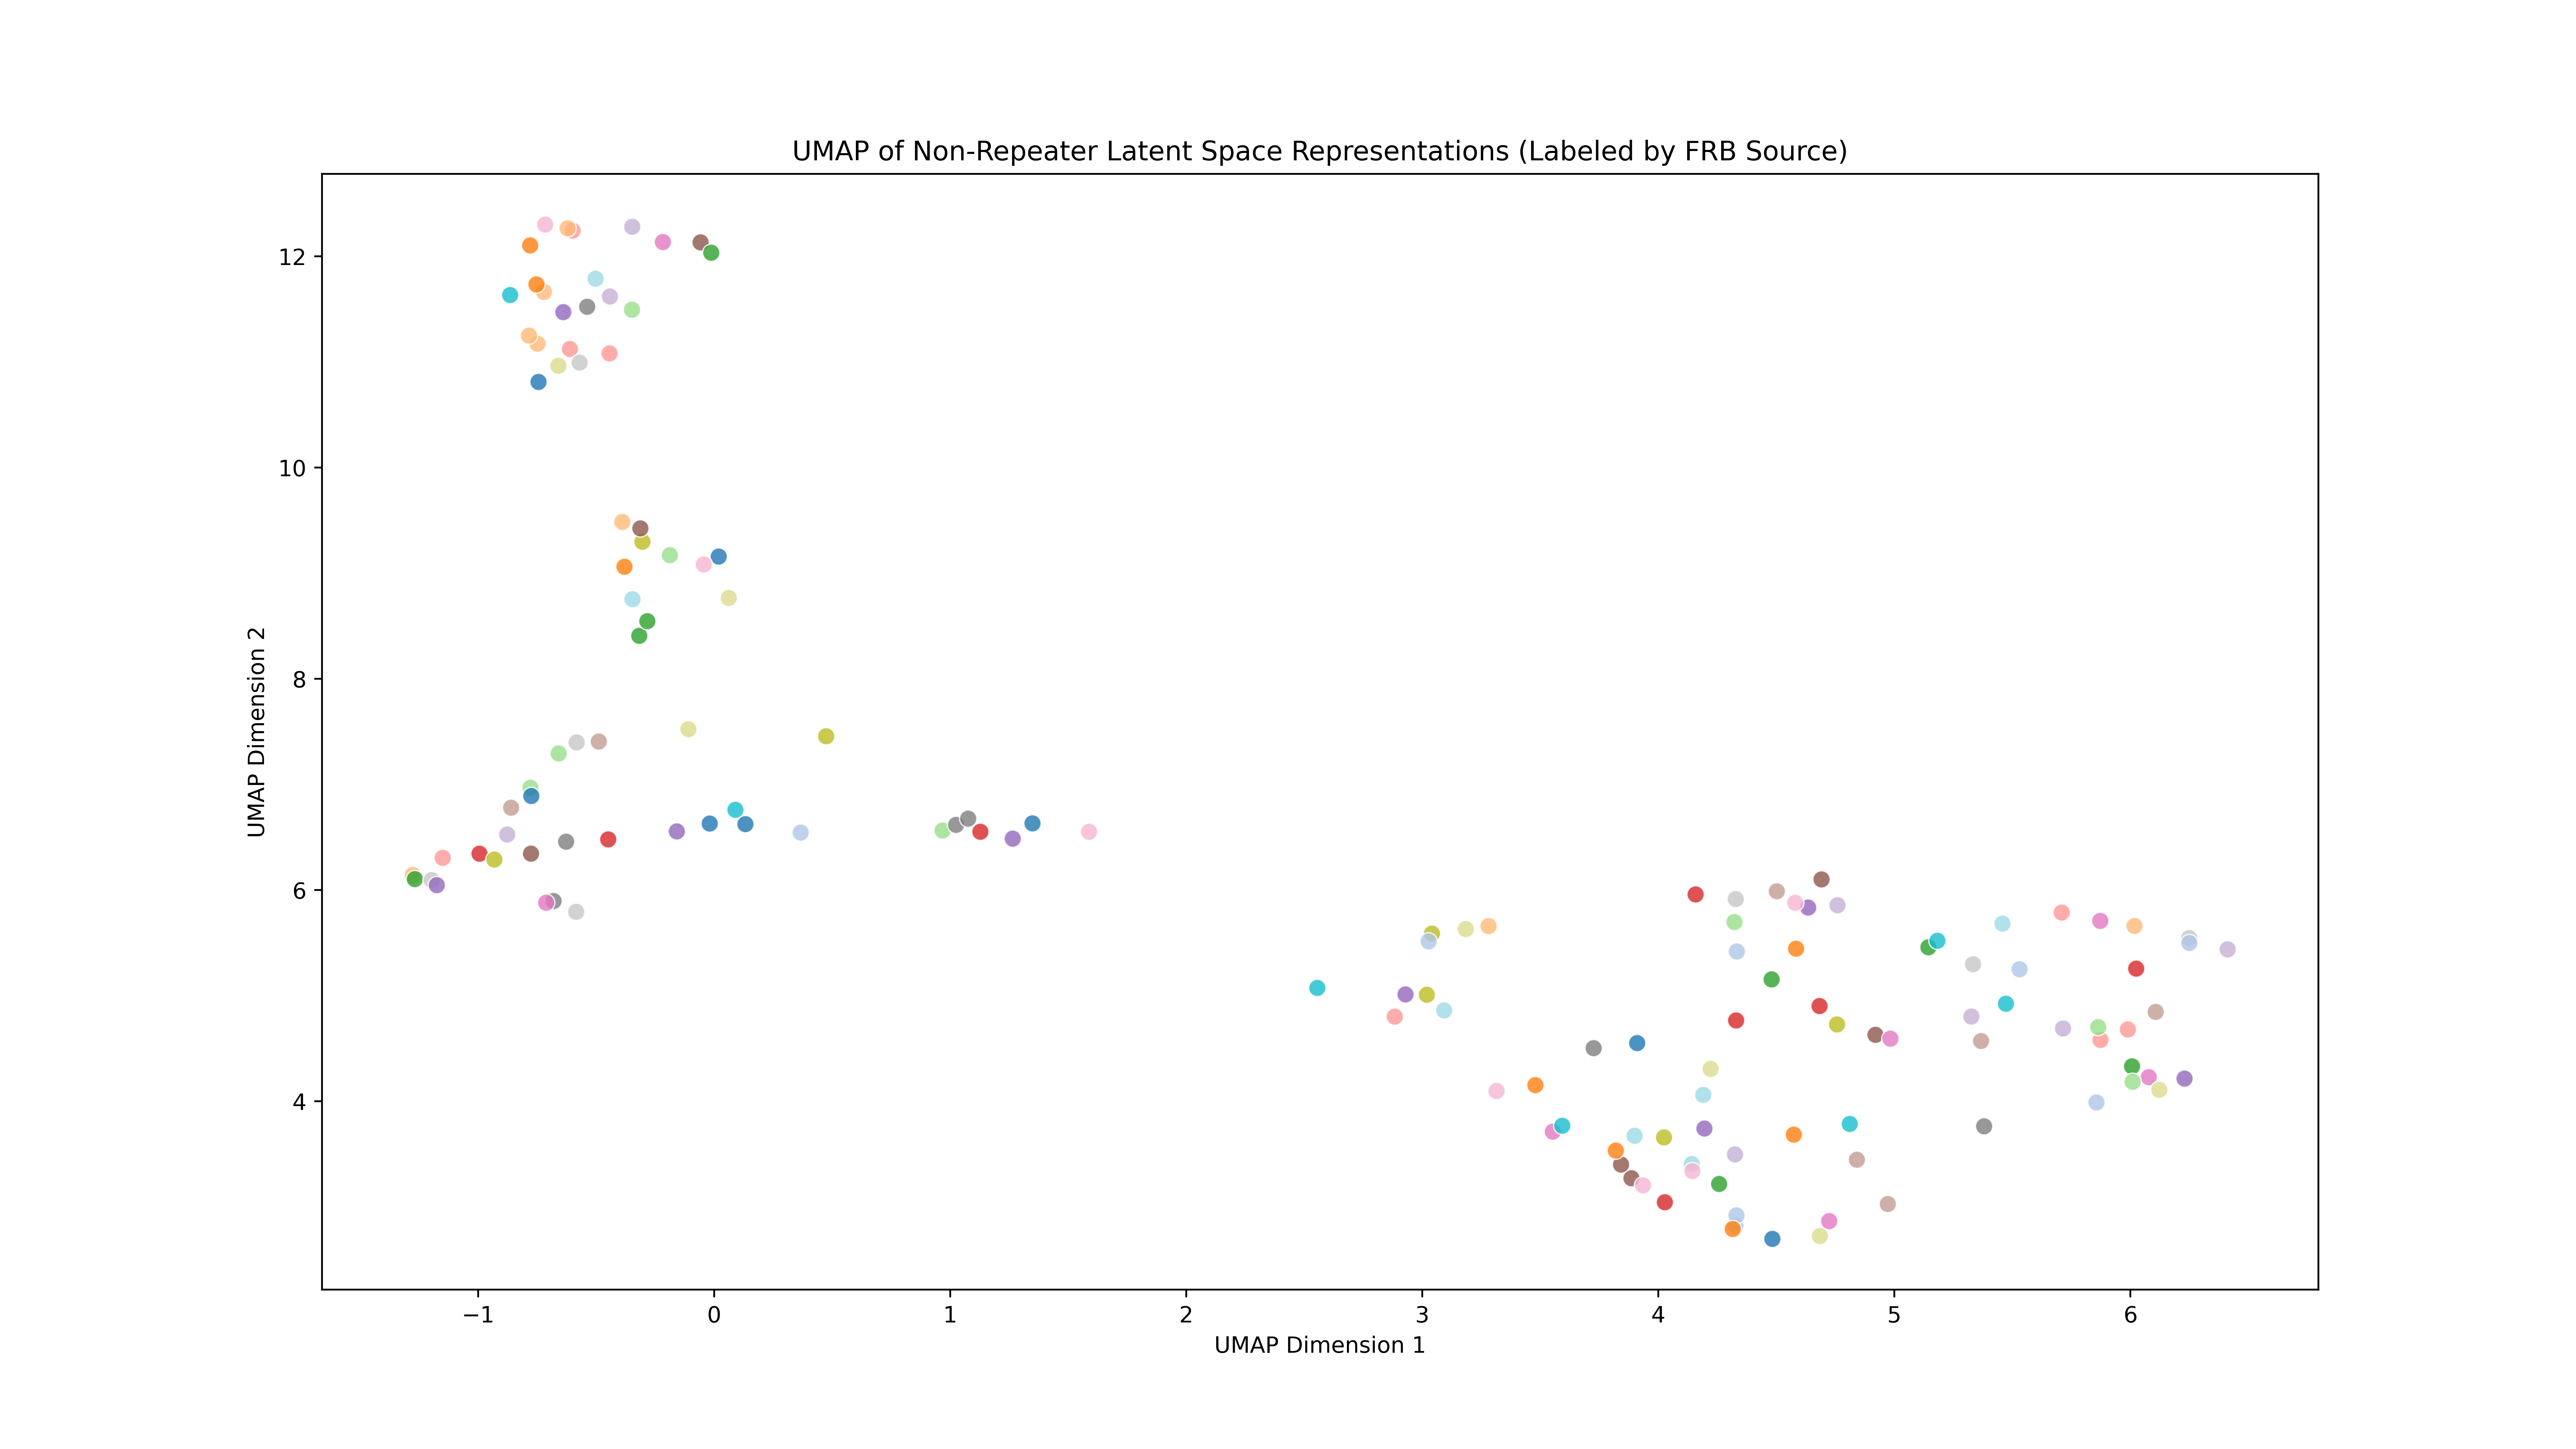 UMAP of Non-Repeater Latent Space Representations (Labeled by FRB Source)
UMAP Dimension 2
12
10
8
6
4
−1 0 1 2 3 4 5 6
UMAP Dimension 1